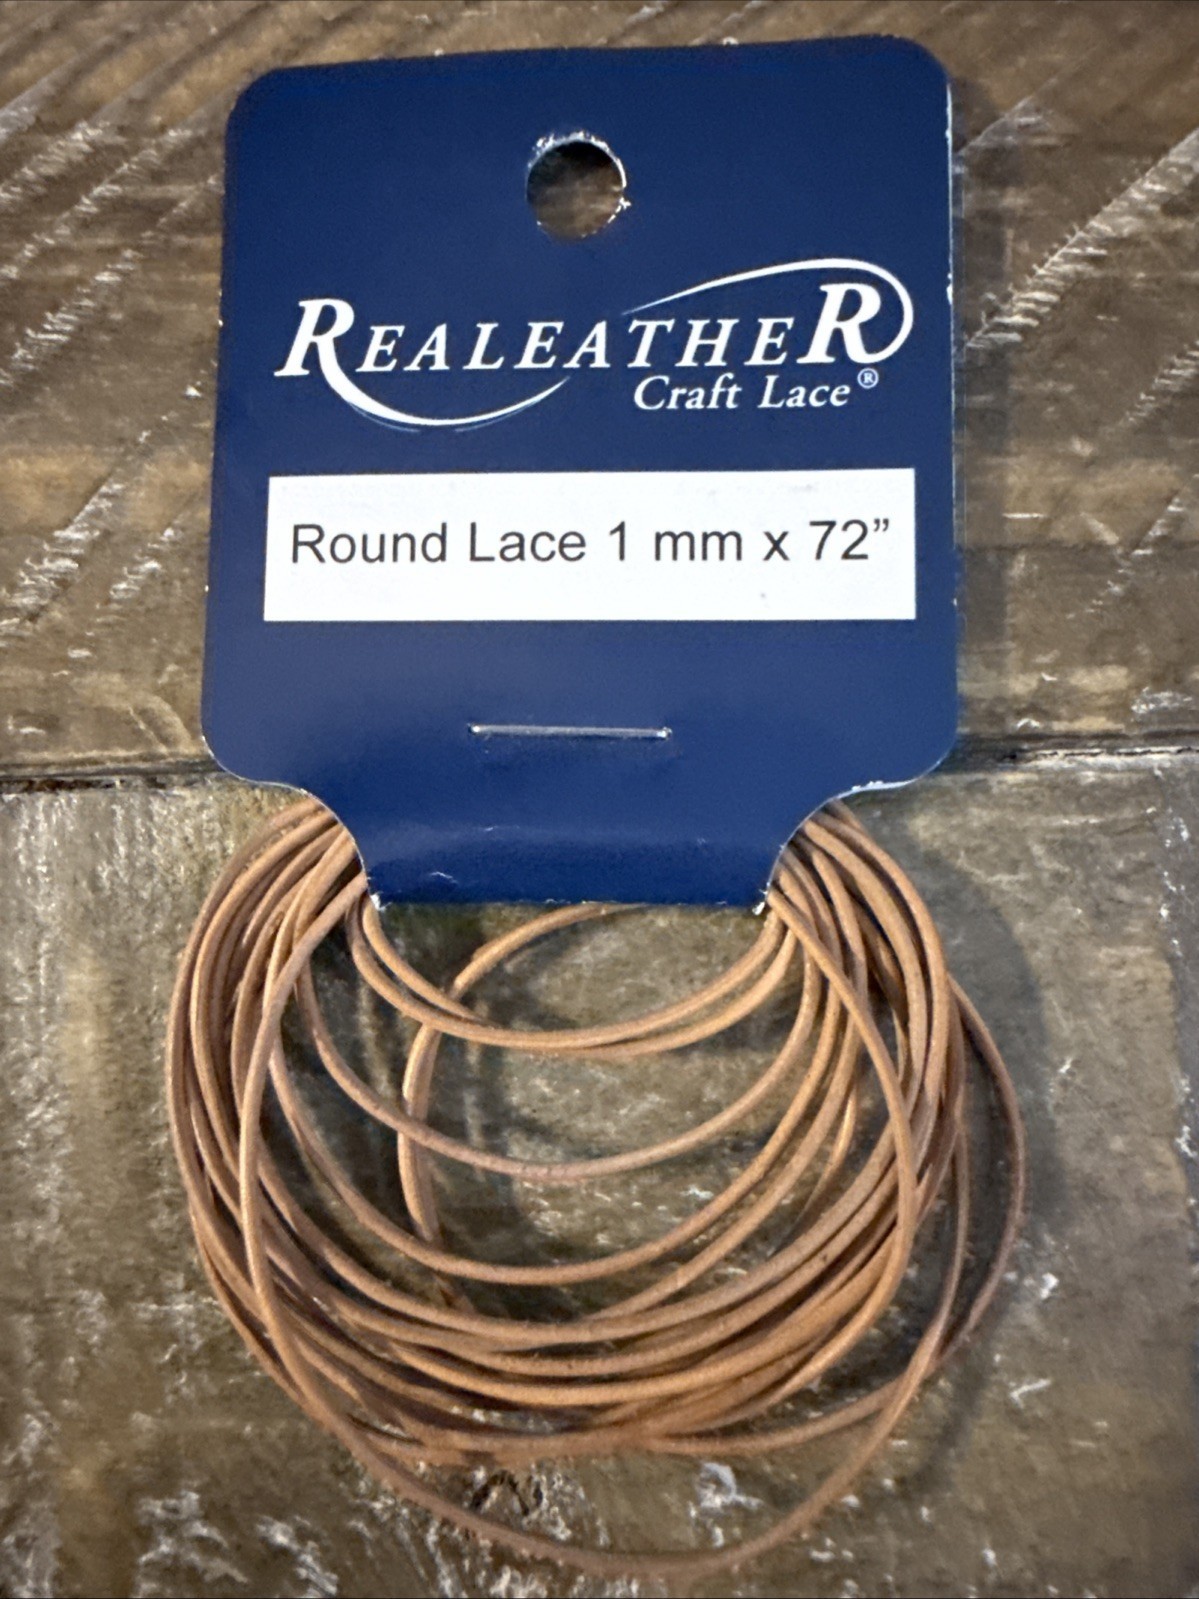 REALEATHER
Craft Lace®
Round Lace 1 mm x 72”